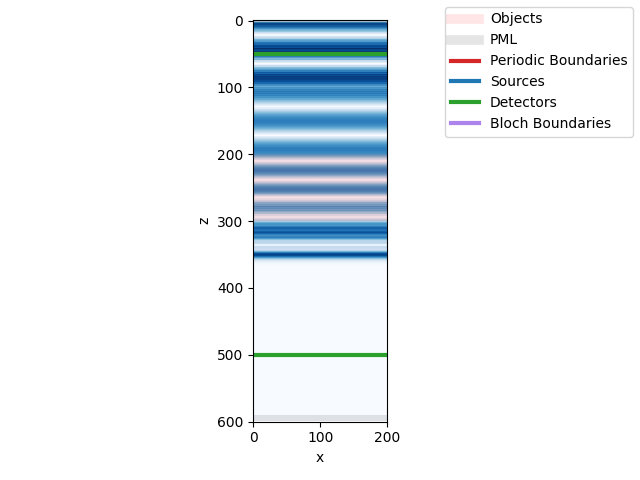 0
100
200
300
400
500
600
z
0
100
200
x
Objects
PML
Periodic Boundaries
Sources
Detectors
Bloch Boundaries